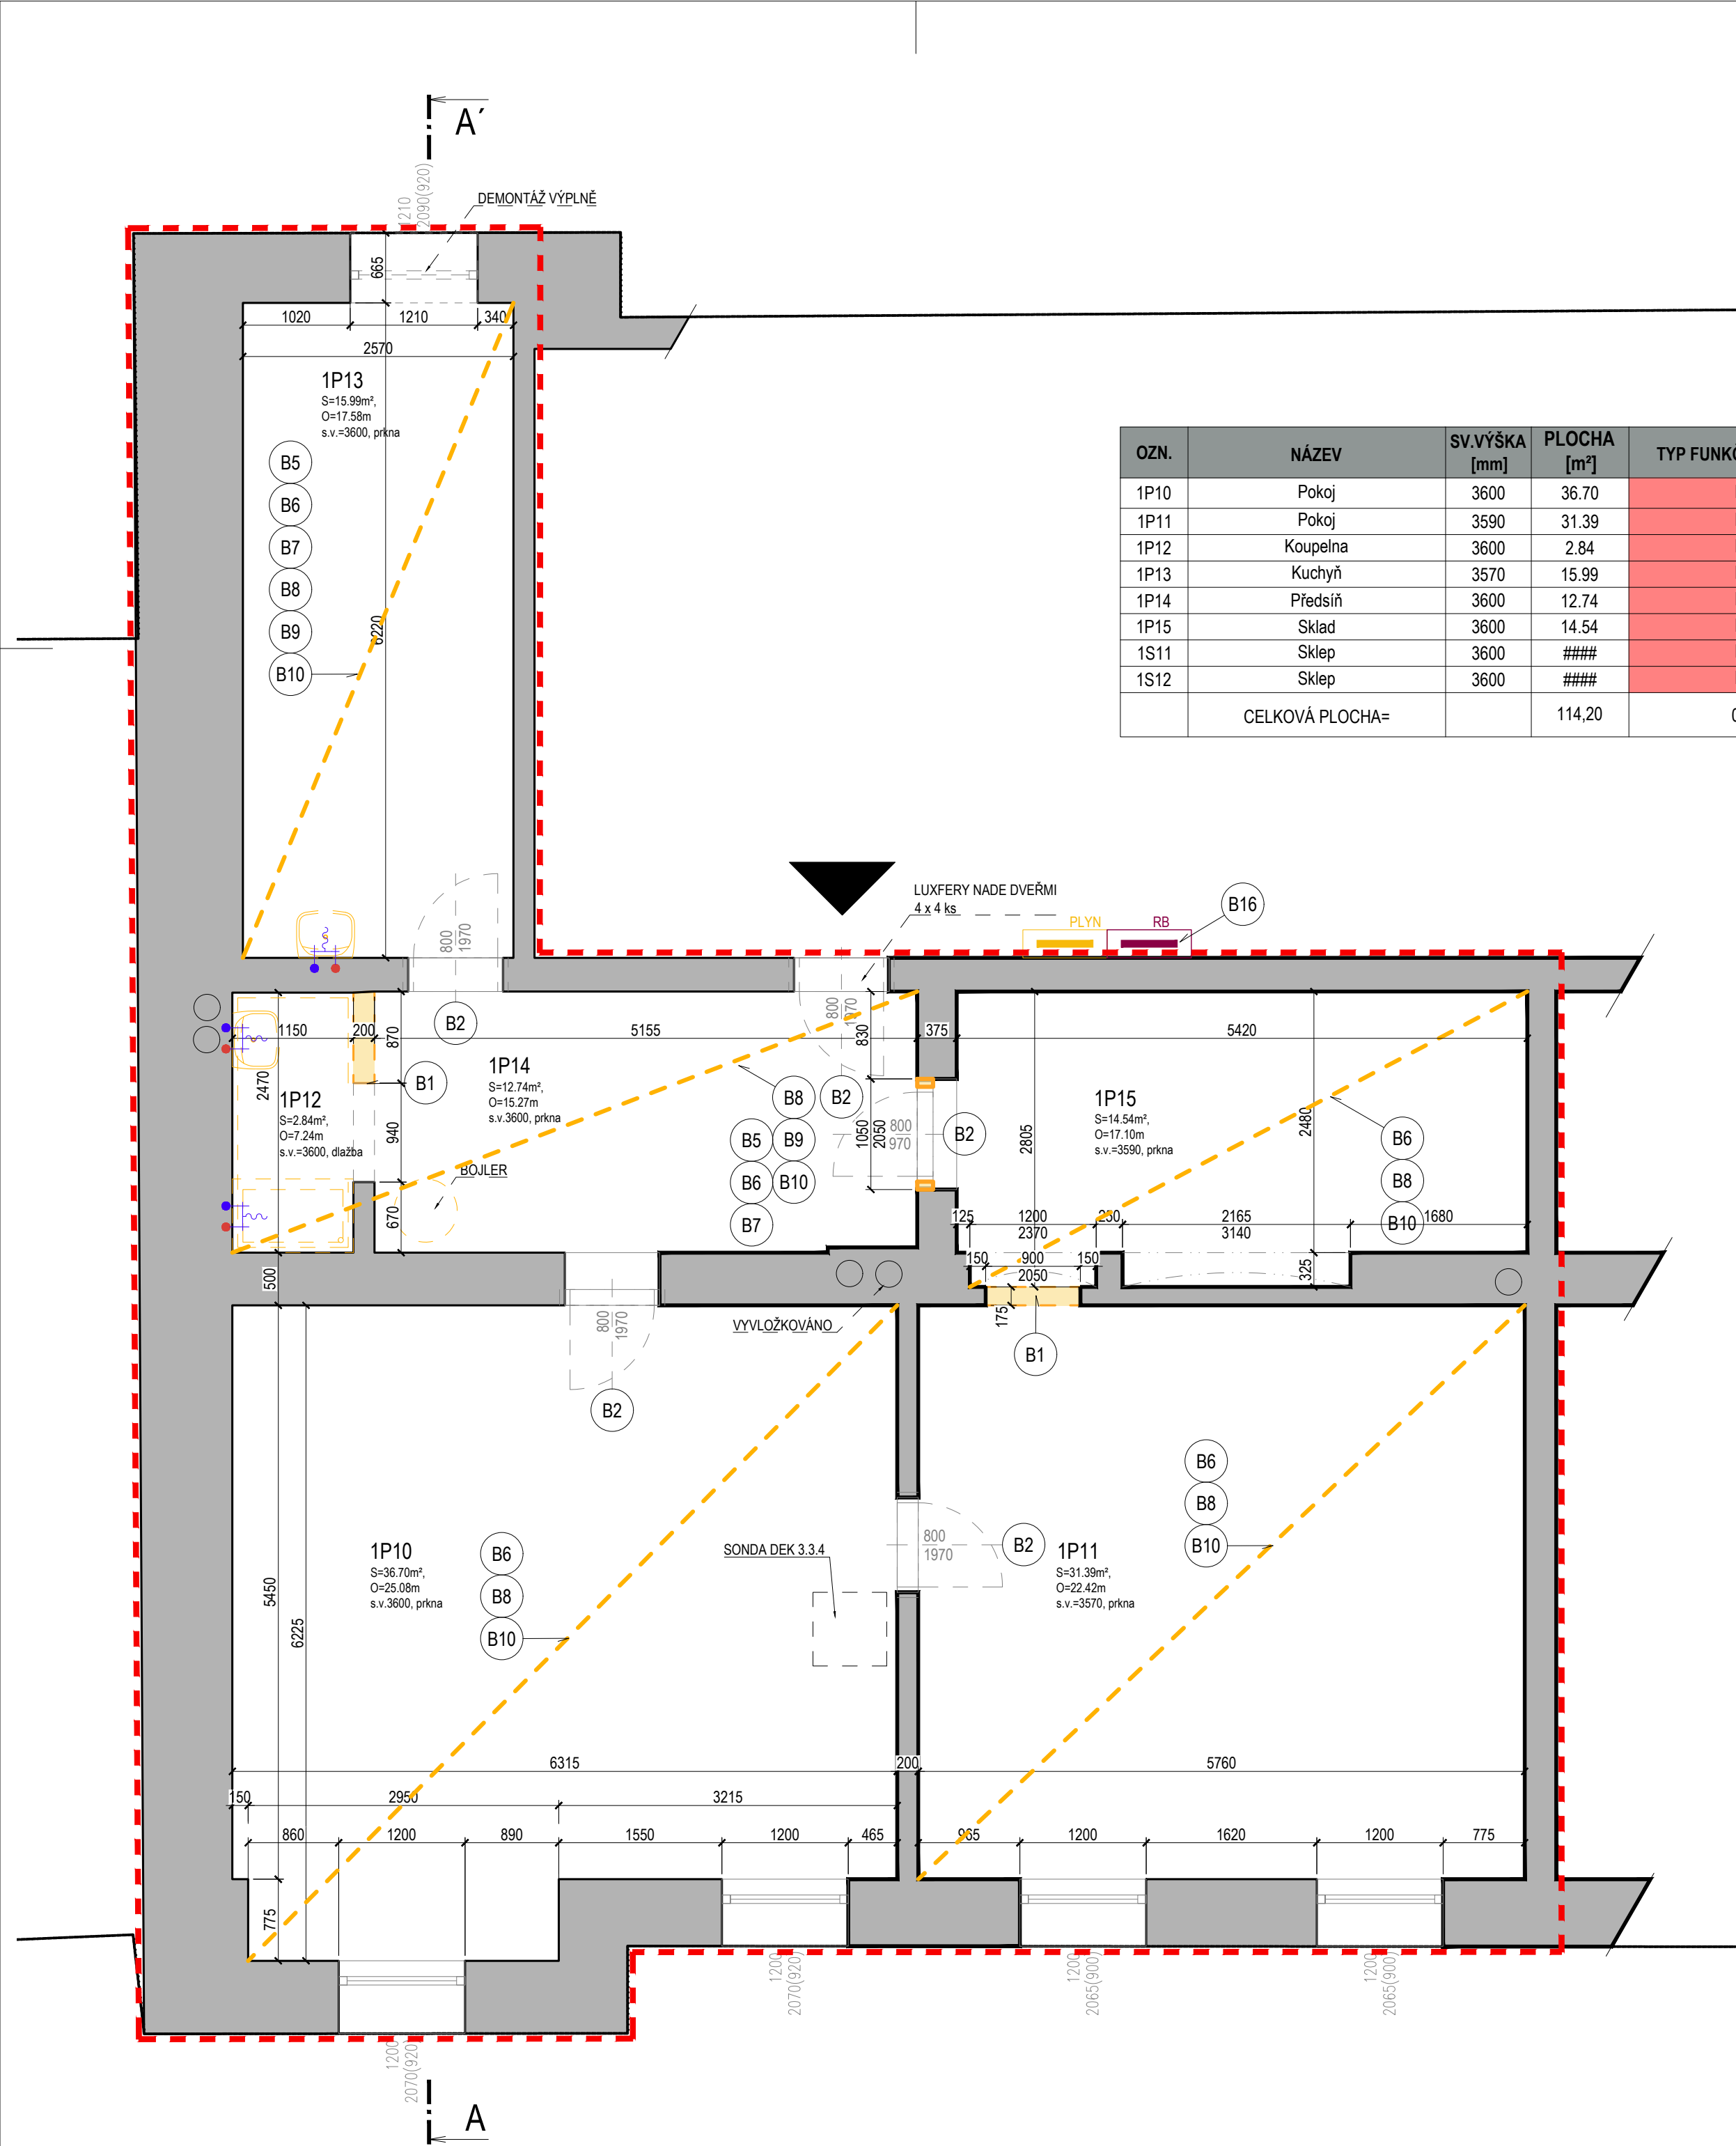 A´
1210
2090(920)
DEMONTÁŽ VÝPLNĚ
665
1020
1210
340
2570
1P13
S=15.99m²,
O=17.58m
s.v.=3600, prkna
B5
B6
B7
B8
B9
B10
6220
OZN.
NÁZEV
SV.VÝŠKA [mm]
PLOCHA [m²]
1P10 Pokoj 3600 36.70
1P11 Pokoj 3590 31.39
1P12 Koupelna 3600 2.84
1P13 Kuchyň 3570 15.99
1P14 Předsíň 3600 12.74
1P15 Sklad 3600 14.54
1S11 Sklep 3600 ####
1S12 Sklep 3600 ####
CELKOVÁ PLOCHA= 114,20
TYP
LUXFERY NADE DVEŘMI
4 x 4 ks
PLYN
RB
B16
800
1970
B2
800
1970
B2
1150
200
870
5155
830
375
5420
2470
1P12
S=2.84m²,
O=7.24m
s.v.=3600, dlažba
B1
940
670
1P14
S=12.74m²,
O=15.27m
s.v.3600, prkna
BOJLER
B8
B5
B9
B6
B10
B7
1050
2050
800
970
B2
2805
1P15
S=14.54m²,
O=17.10m
s.v.=3590, prkna
2480
B6
B8
B10
125
1200
2370
250
2165
3140
1680
150
900
2050
150
325
175
B1
500
VYVLOŽKOVÁNO
800
1970
B2
1P10
S=36.70m²,
O=25.08m
s.v.3600, prkna
B6
B8
B10
SONDA DEK 3.3.4
800
1970
B2
1P11
S=31.39m²,
O=22.42m
s.v.=3570, prkna
B6
B8
B10
5450
6225
6315
200
5760
150
2950
3215
860
1200
890
1550
1200
465
965
1200
1620
1200
775
775
1200
2070(920)
1200
2065(900)
1200
2065(900)
1200
2070(920)
A